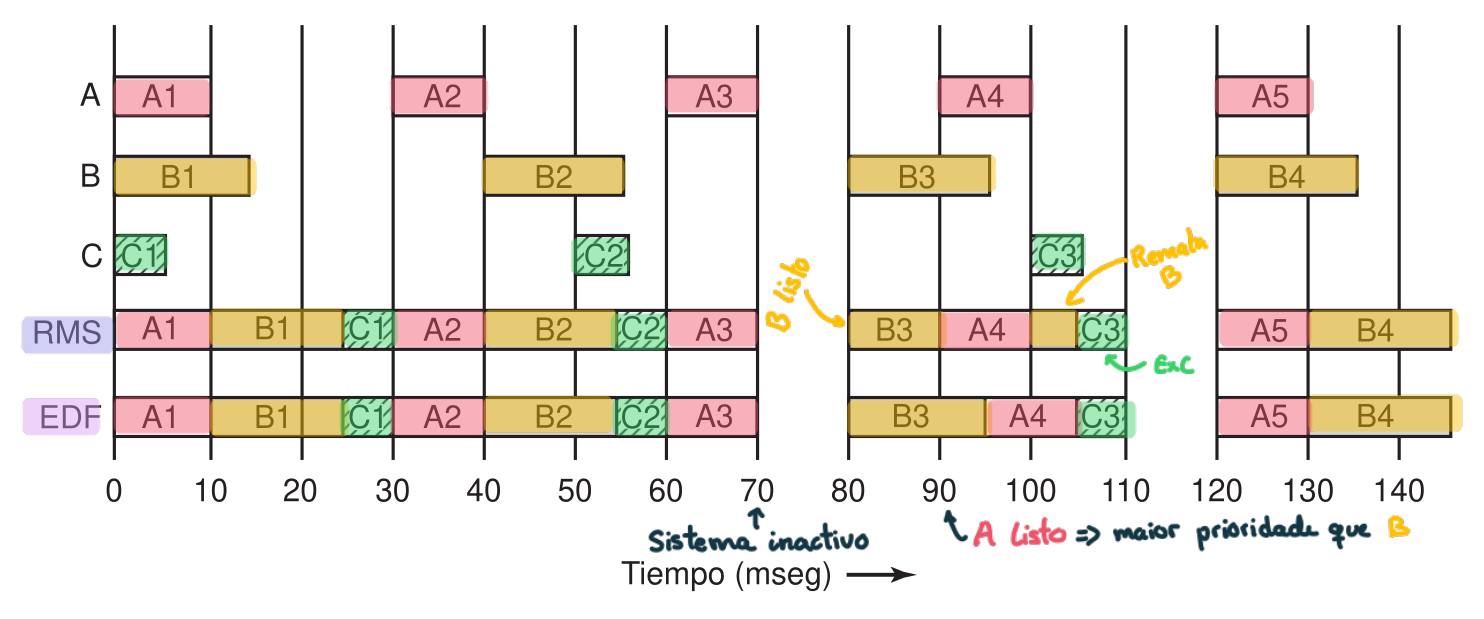 A A1 A2 A3 A4 A5
B B1 B2 B3 B4
C C1 C2 C3
Remata
B
B listo
RMS A1 B1 C1 A2 B2 C2 A3 B3 A4 C3 A5 B4
ExC
EDF A1 B1 C1 A2 B2 C2 A3 B3 A4 C3 A5 B4
0 10 20 30 40 50 60 70 80 90 100 110 120 130 140
Sistema inactivo
A Listo => maior prioridade que B
Tiempo (mseg)